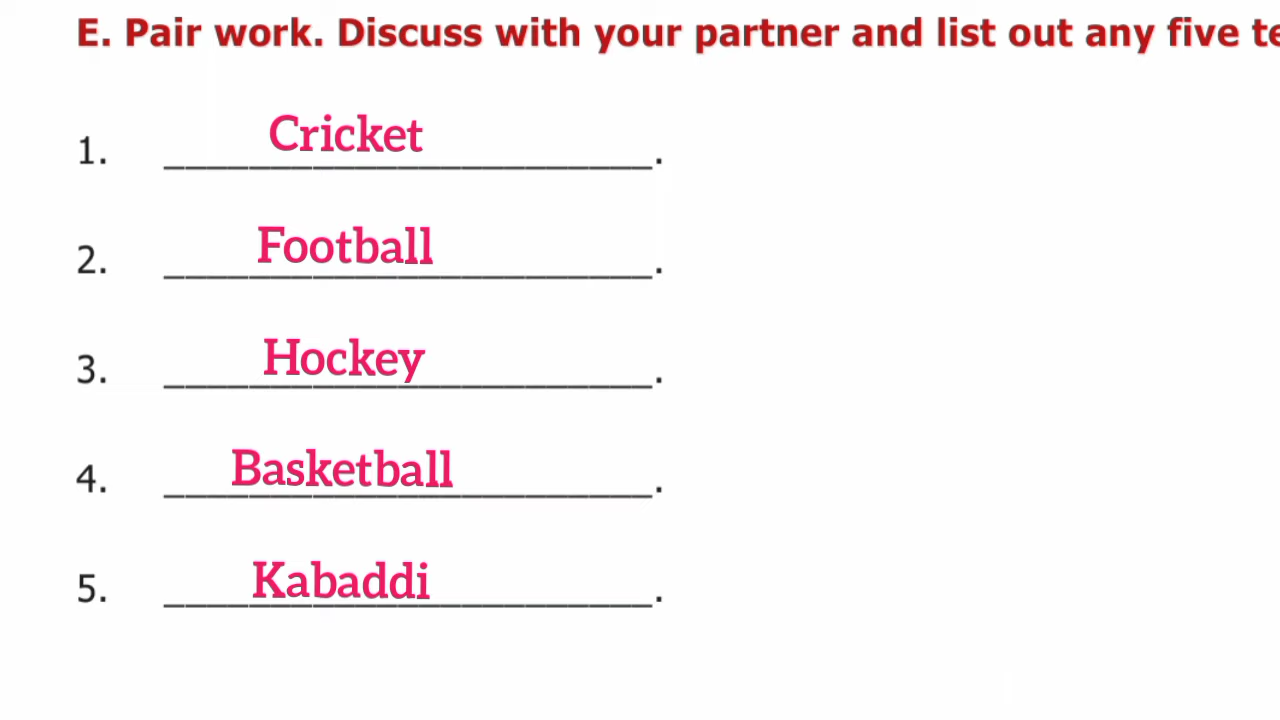 E. Pair work. Discuss with your partner and list out any five
1. Cricket.
2. Football.
3. Hockey.
4. Basketball.
5. Kabaddi.